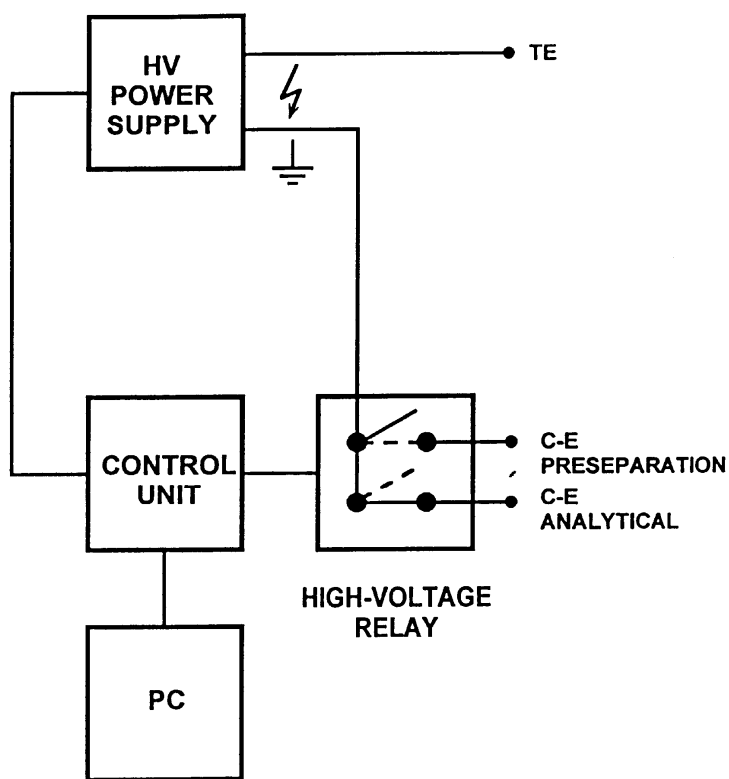 HV
POWER
SUPPLY
TE
CONTROL
UNIT
C-E
PRESEPARATION
C-E
ANALYTICAL
HIGH-VOLTAGE
RELAY
PC